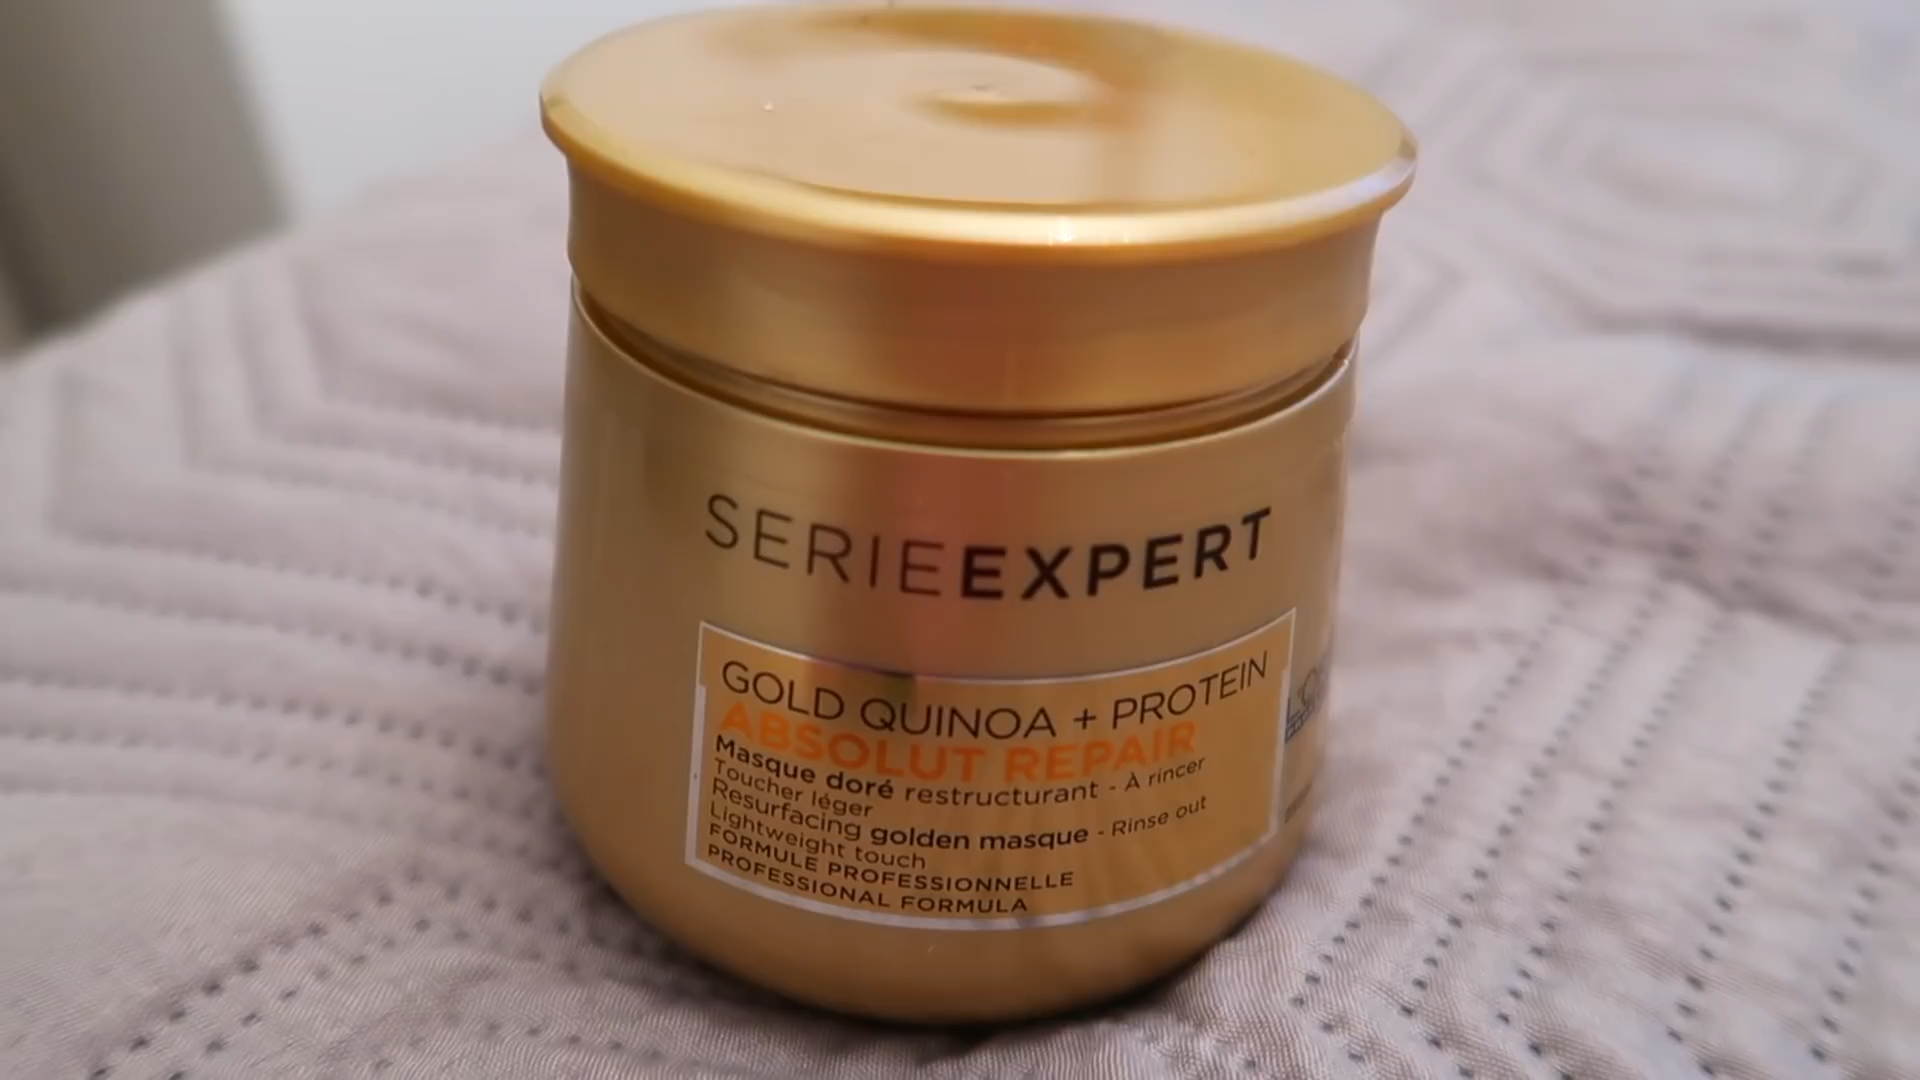 SERIEEXPERT
GOLD QUINOA + PROTEIN
ABSOLUT REPAIR
Masque doré restructurant - À rincer
Toucher léger
Resurfacing golden masque - Rinse out
Lightweight touch
FORMULE PROFESSIONNELLE
PROFESSIONAL FORMULA